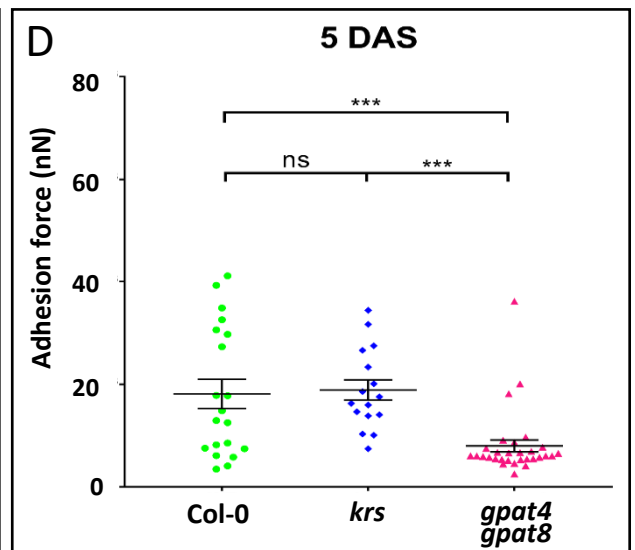 D
5 DAS
Adhesion force (nN)
80
60
40
20
0
***
ns
***
Col-0
krs
gpat4
gpat8